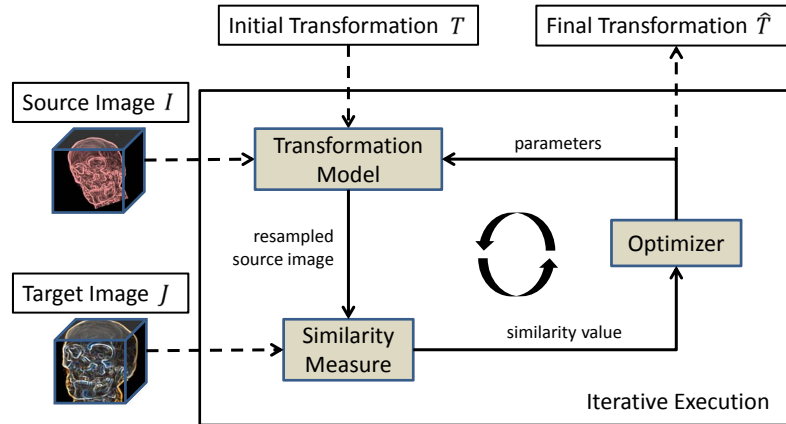 Initial Transformation T
Final Transformation T̂
Source Image I
Transformation
Model
parameters
resampled
source image
Optimizer
Target Image J
Similarity
Measure
similarity value
Iterative Execution